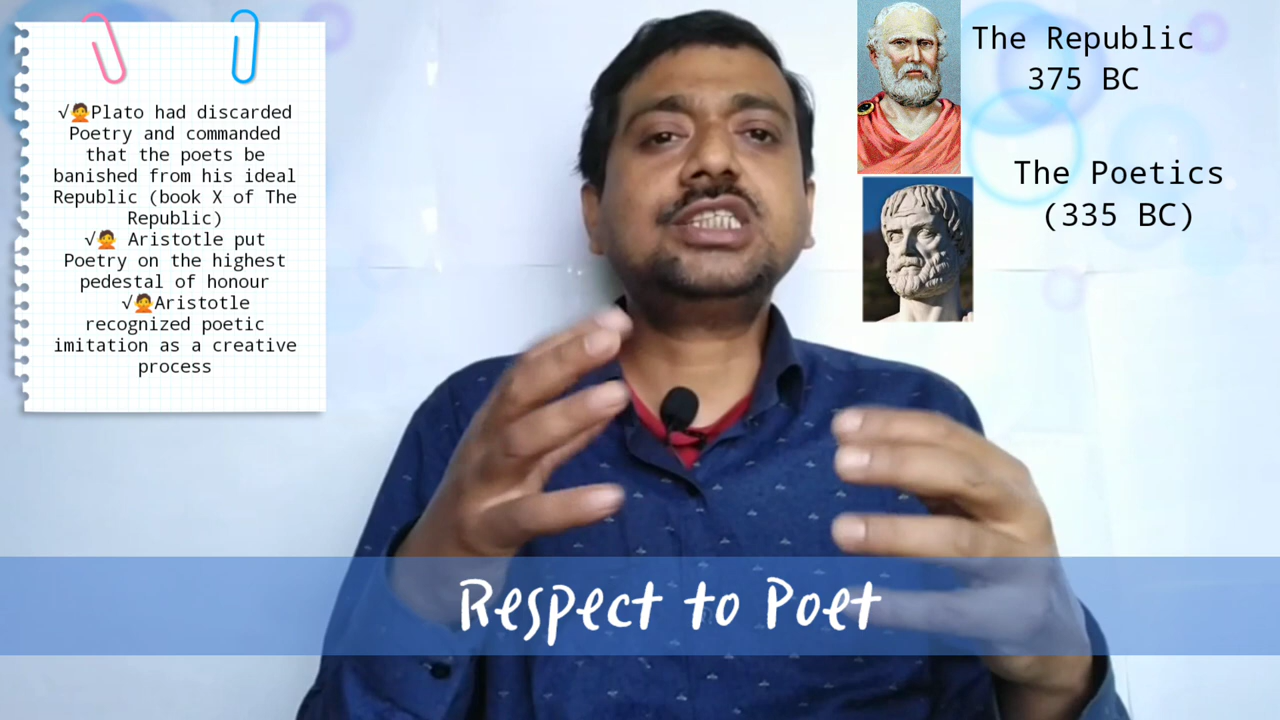 √🙅Plato had discarded
Poetry and commanded
that the poets be
banished from his ideal
Republic (book X of The
Republic)
√🙅 Aristotle put
Poetry on the highest
pedestal of honour
√🙅Aristotle
recognized poetic
imitation as a creative
process
The Republic
375 BC
The Poetics
(335 BC)
Respect to Poet